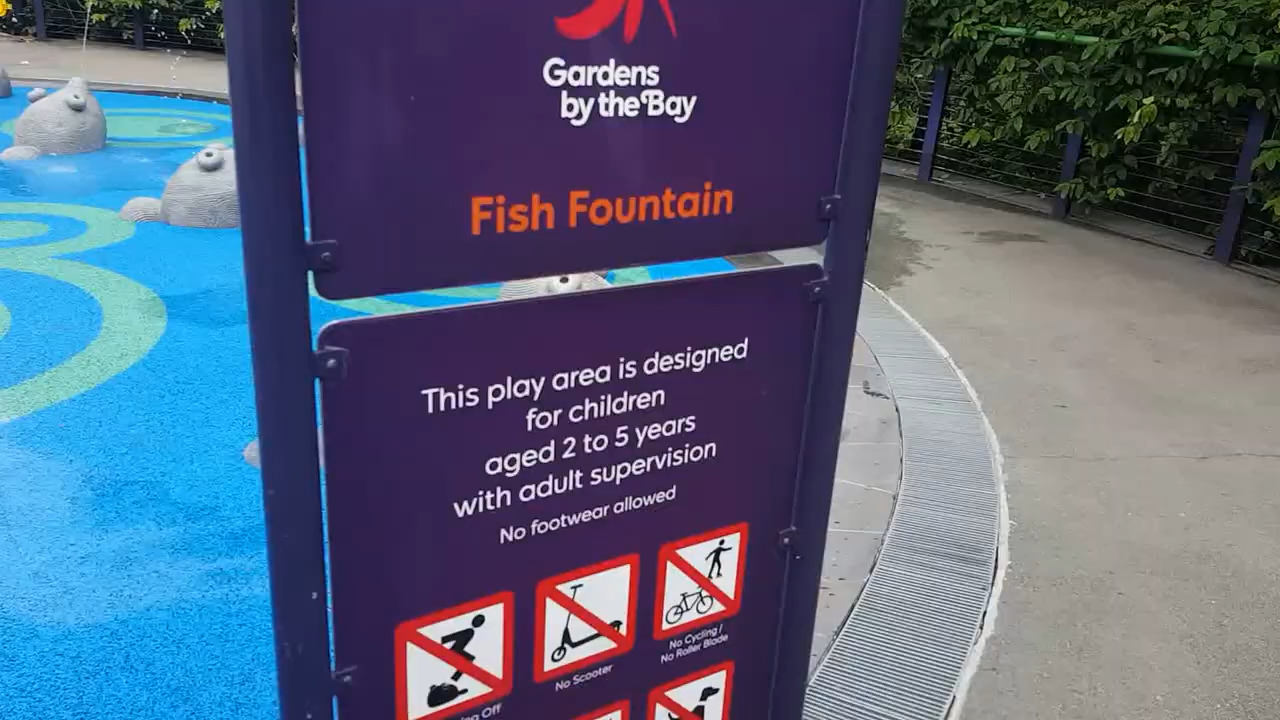 Gardens
by the Bay
Fish Fountain
This play area is designed
for children
aged 2 to 5 years
with adult supervision
No footwear allowed
No Cycling /
No Roller Blade
No Scooter
Off